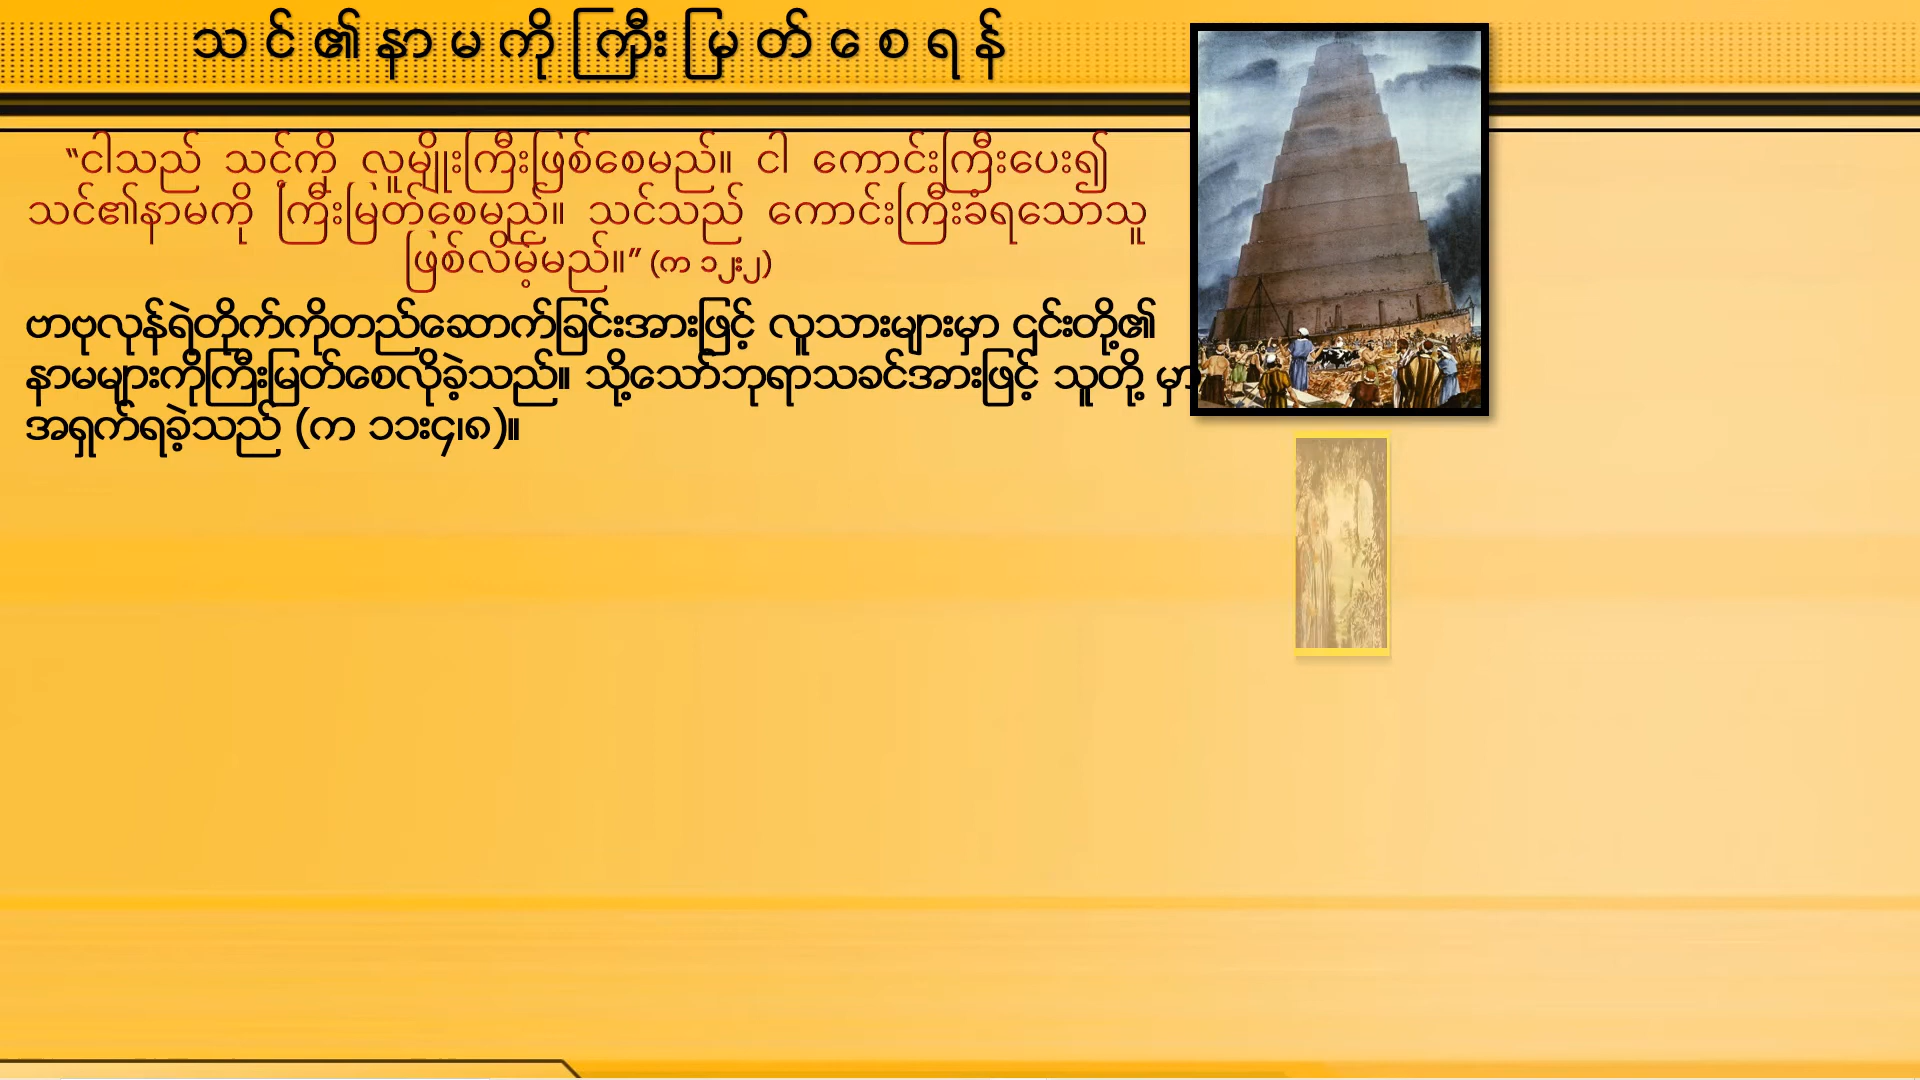 သင်၏နာမကိုကြီးမြတ်စေရန်
“ငါသည် သင့်ကို လူမျိုးကြီးဖြစ်စေမည်။ ငါ ကောင်းကြီးပေး၍
သင်၏နာမကို ကြီးမြတ်စေမည်။ သင်သည် ကောင်းကြီးခံရသောသူ
ဖြစ်လိမ့်မည်။” (က ၁၂း၂)
ဗာဗုလုန်ရဲတိုက်ကိုတည်ဆောက်ခြင်းအားဖြင့် လူသားများမှာ ၎င်းတို့၏
နာမများကိုကြီးမြတ်စေလိုခဲ့သည်။ သို့သော်ဘုရာသခင်အားဖြင့် သူတို့ မှာ
အရှက်ရခဲ့သည် (က ၁၁း၄၊၈)။